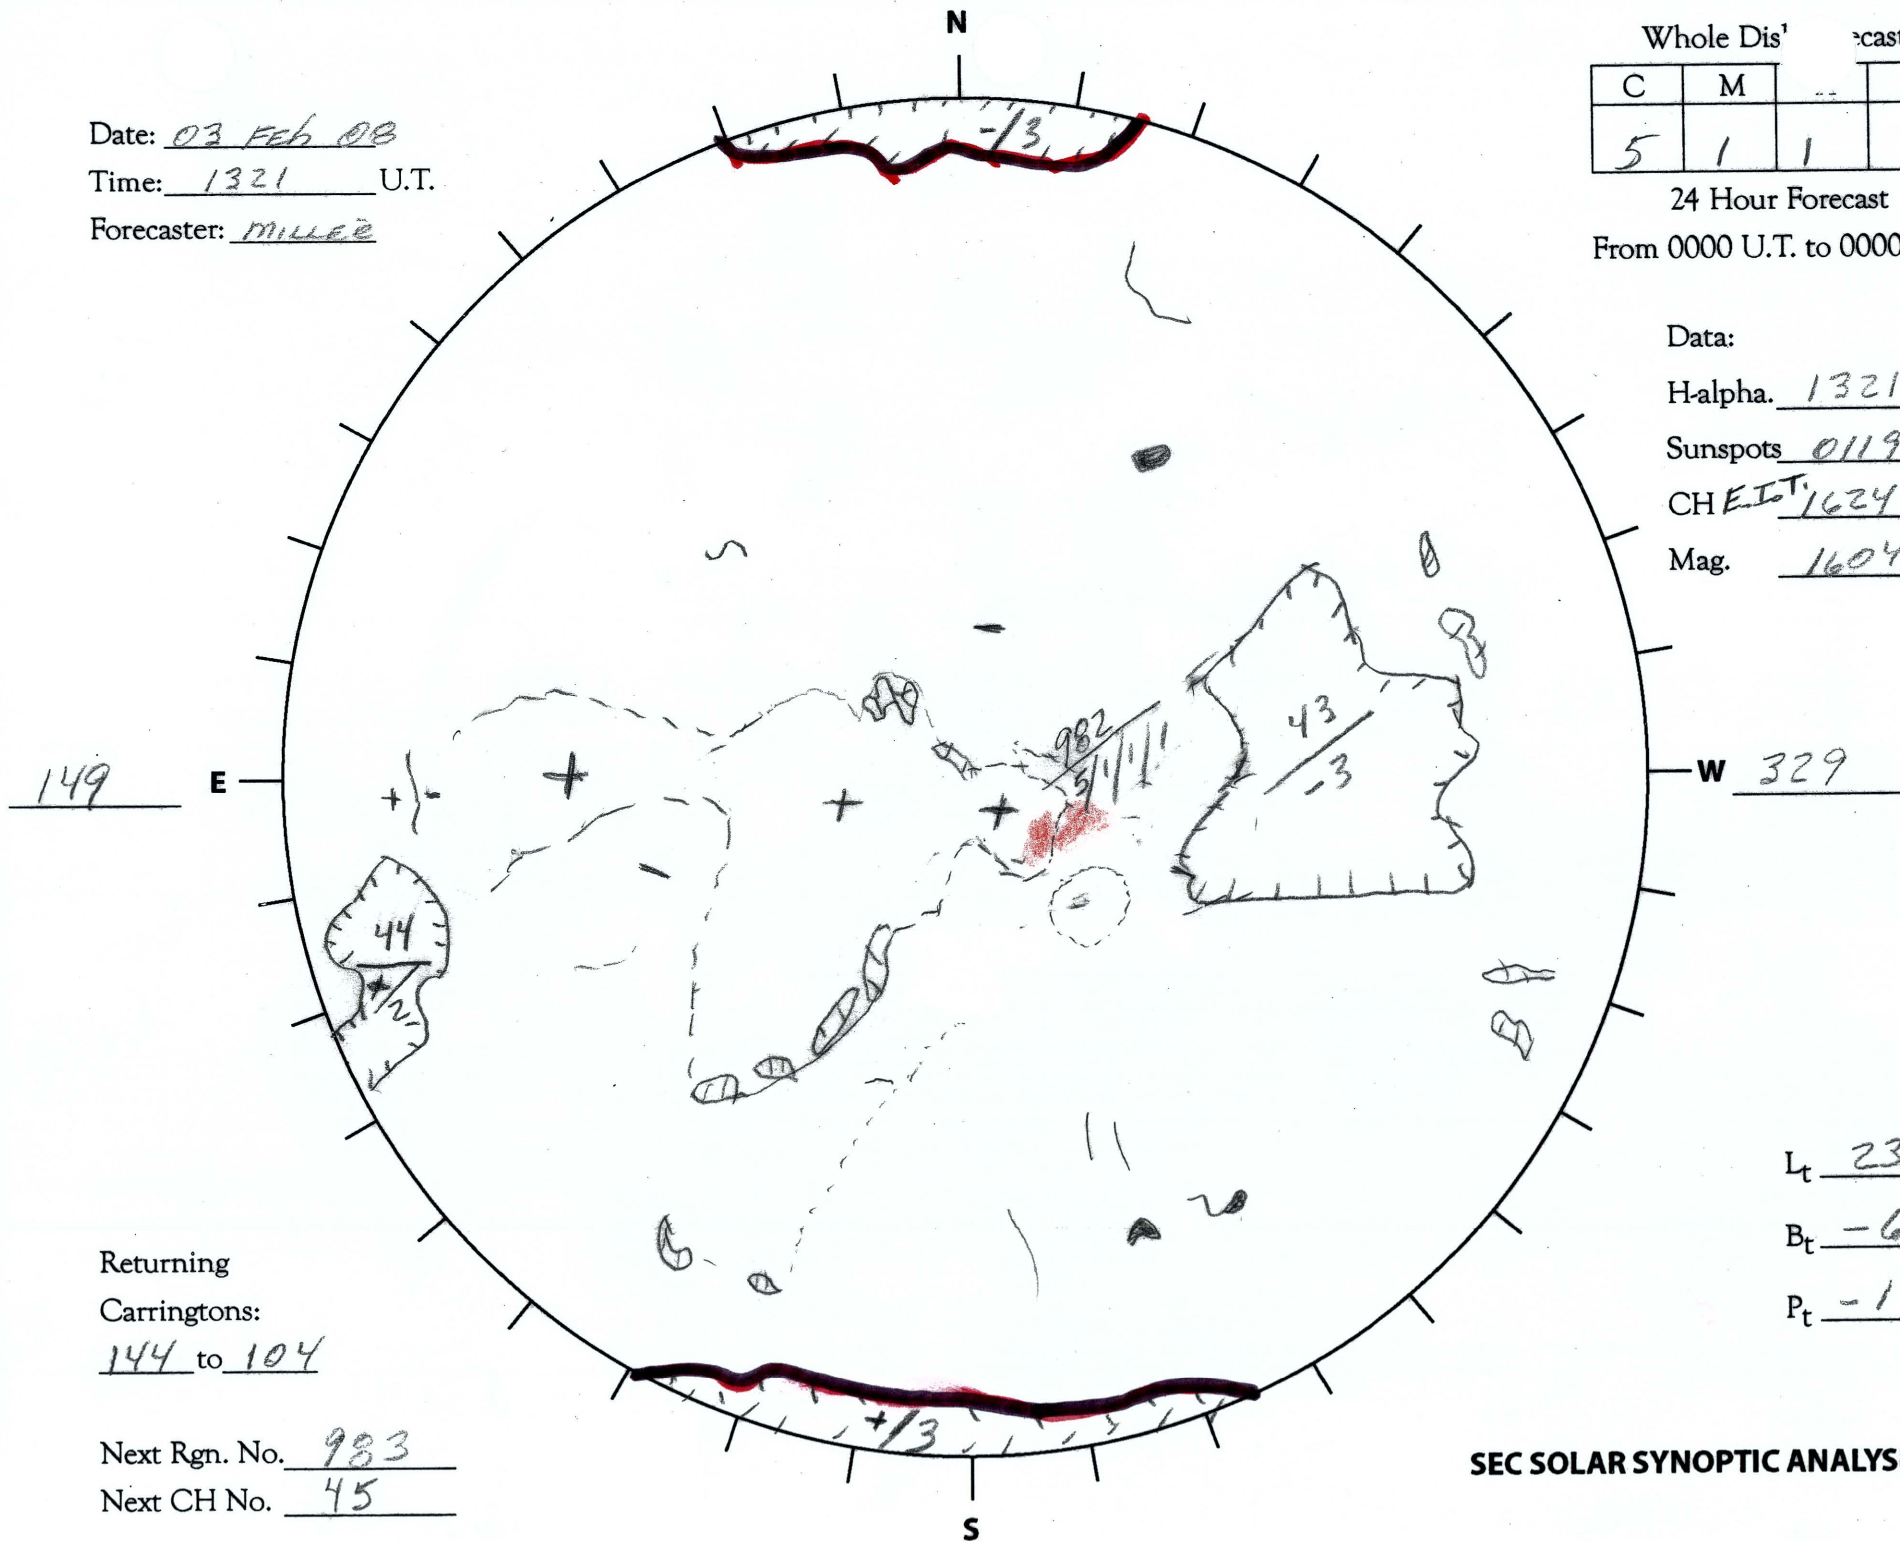 N
Whole Dis
C M
5 1 1
24 Hour Forecast
From 0000 U.T. to 0000
Date: 03 Feb 08
Time: 1321 U.T.
Forecaster: MILLER
-/3
Data:
H-alpha. 1321
Sunspots 0119
CH E.I.T. 1624
Mag. 1604
-
982
5/1/1/1
43
-3
149
E
+ -
+
+
+
W 329
-
-
44
+
2
Lt 23
Bt -6
Pt -1
Returning
Carringtons:
144 to 104
+/3
Next Rgn. No. 983
Next CH No. 45
SEC SOLAR SYNOPTIC ANALYS
S